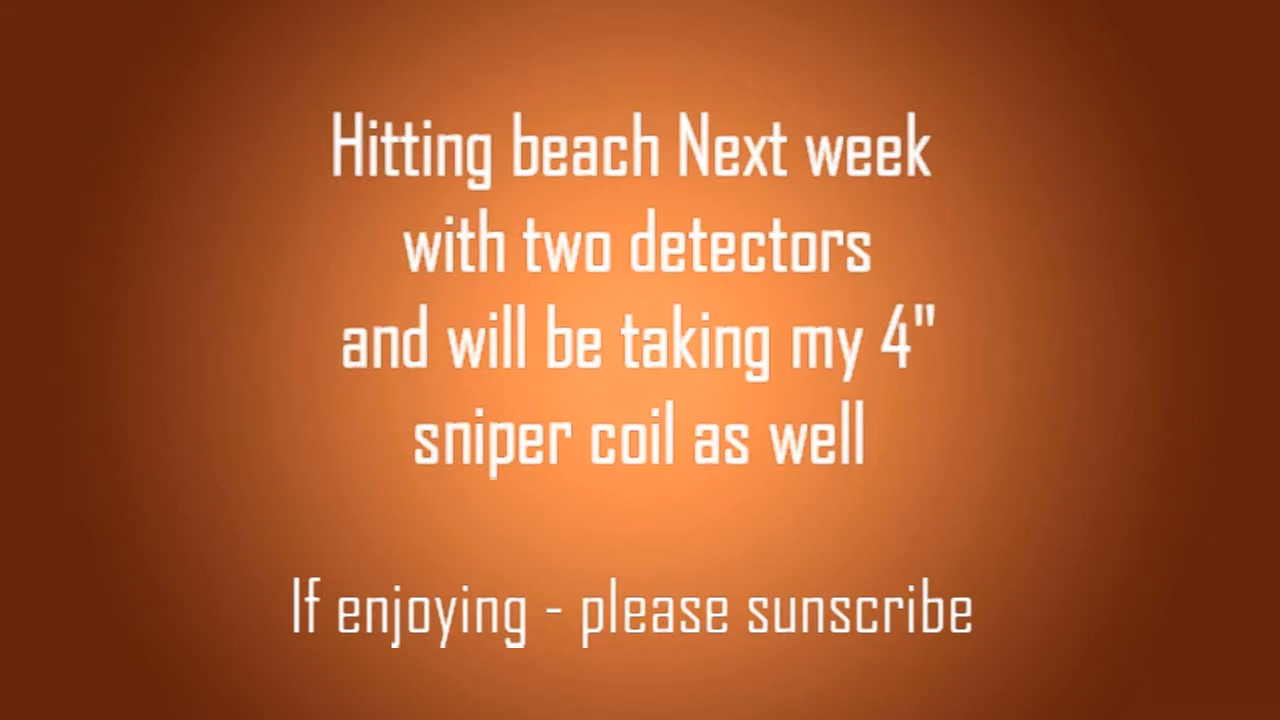 Hitting beach Next week
with two detectors
and will be taking my 4"
sniper coil as well
If enjoying - please sunscribe